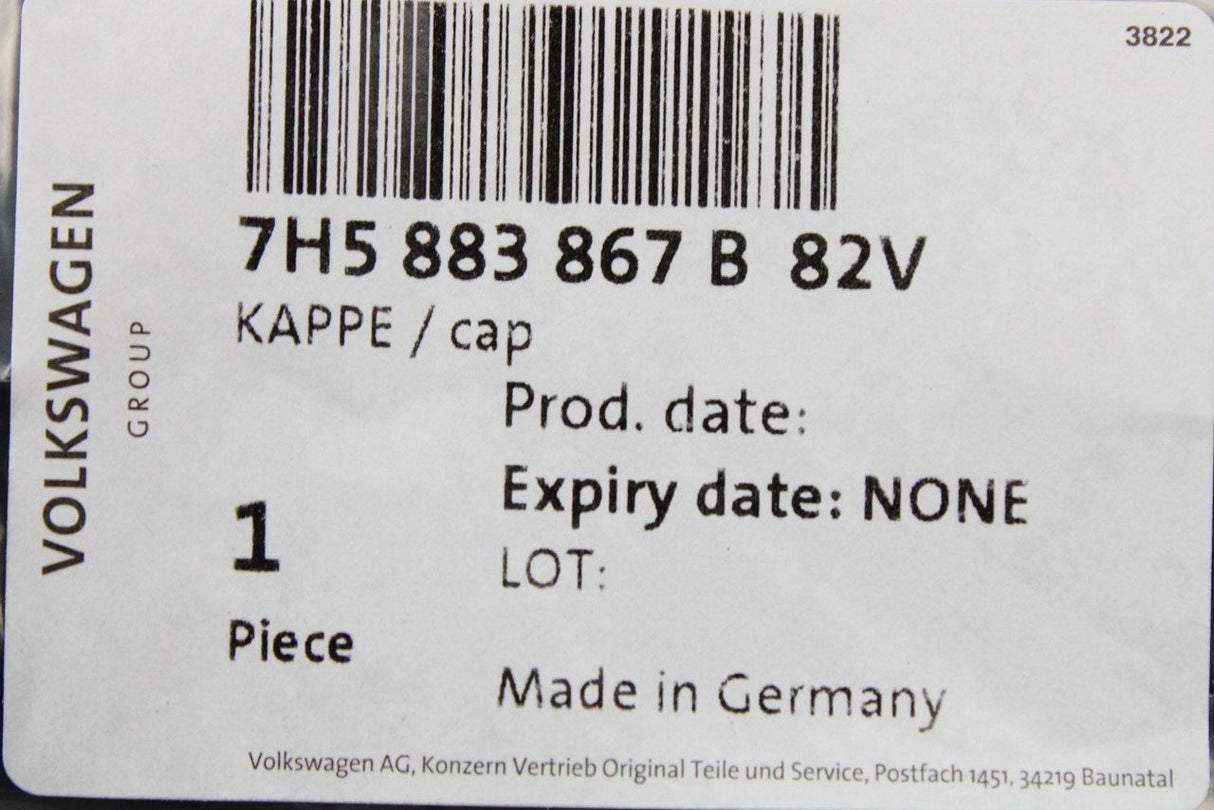 3822
VOLKSWAGEN
GROUP
7H5 883 867 B 82V
KAPPE / cap
Prod. date:
Expiry date: NONE
1
LOT:
Piece
Made in Germany
Volkswagen AG, Konzern Vertrieb Original Teile und Service, Postfach 1451, 34219 Baunatal